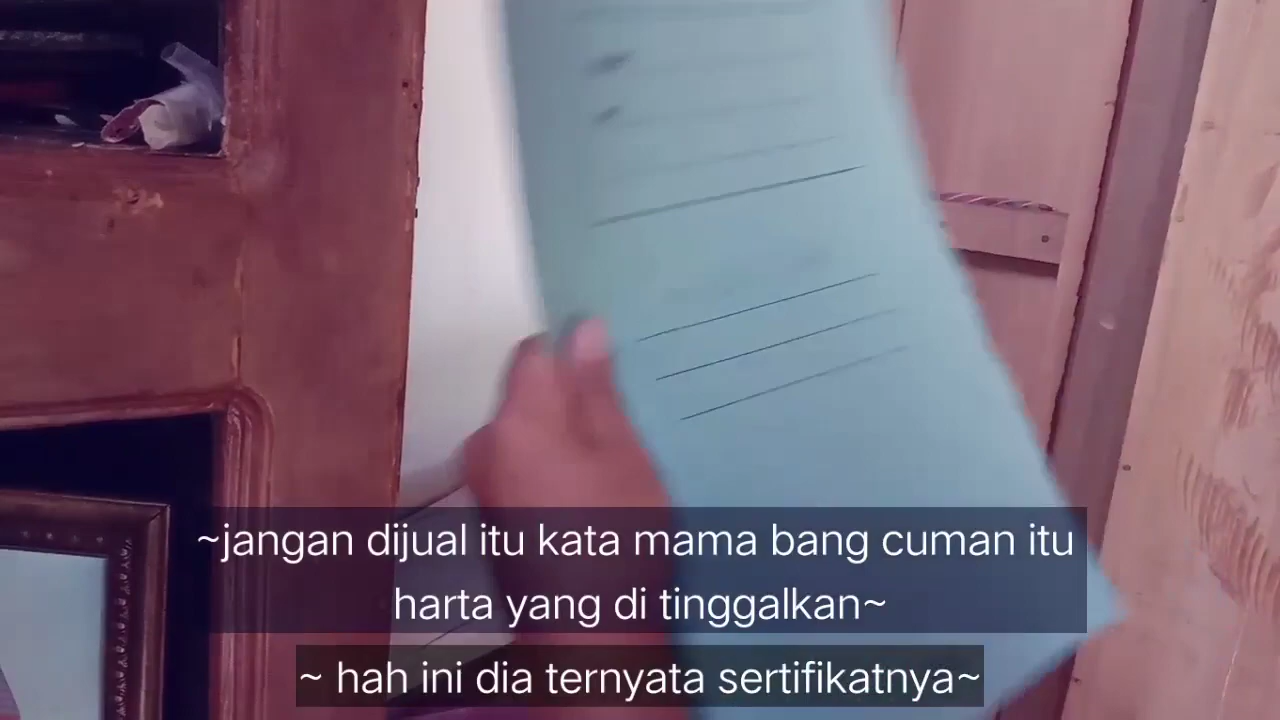 ~jangan dijual itu kata mama bang cuman itu
harta yang di tinggalkan~
~ hah ini dia ternyata sertifikatnya~